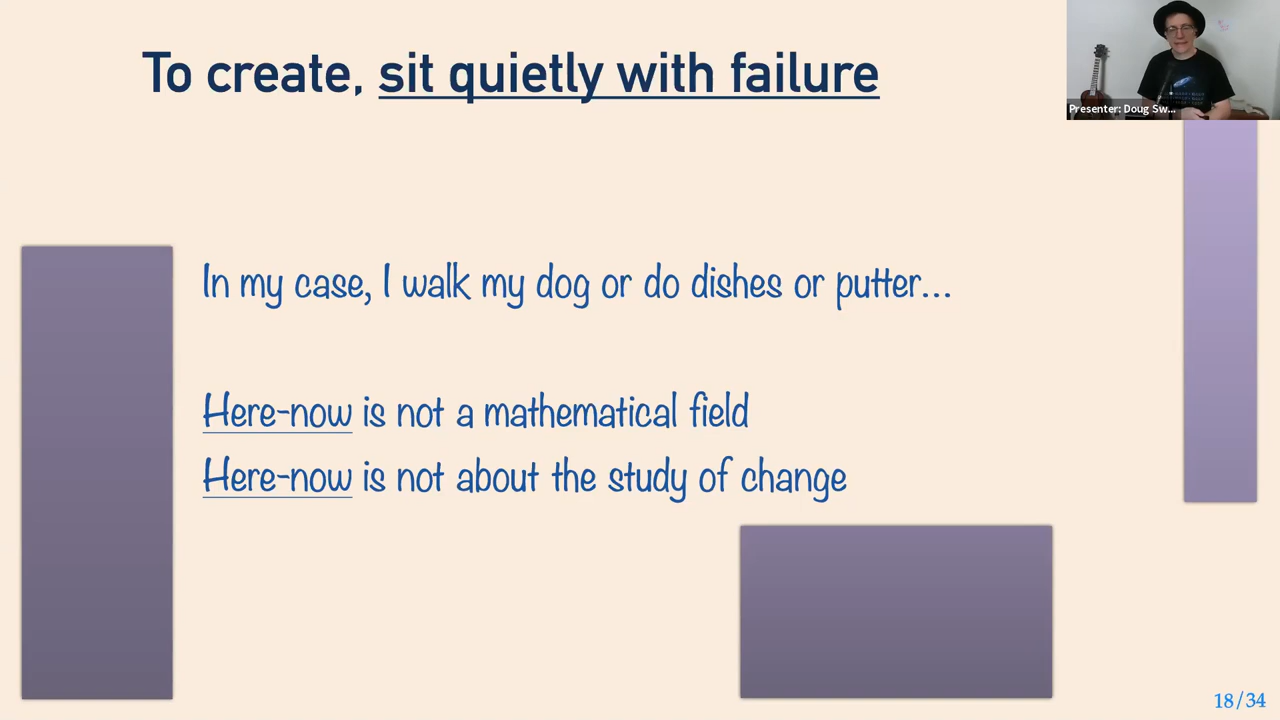 To create, sit quietly with failure
Presenter: Doug Sw...
In my case, I walk my dog or do dishes or putter...
Here-now is not a mathematical field
Here-now is not about the study of change
18/34